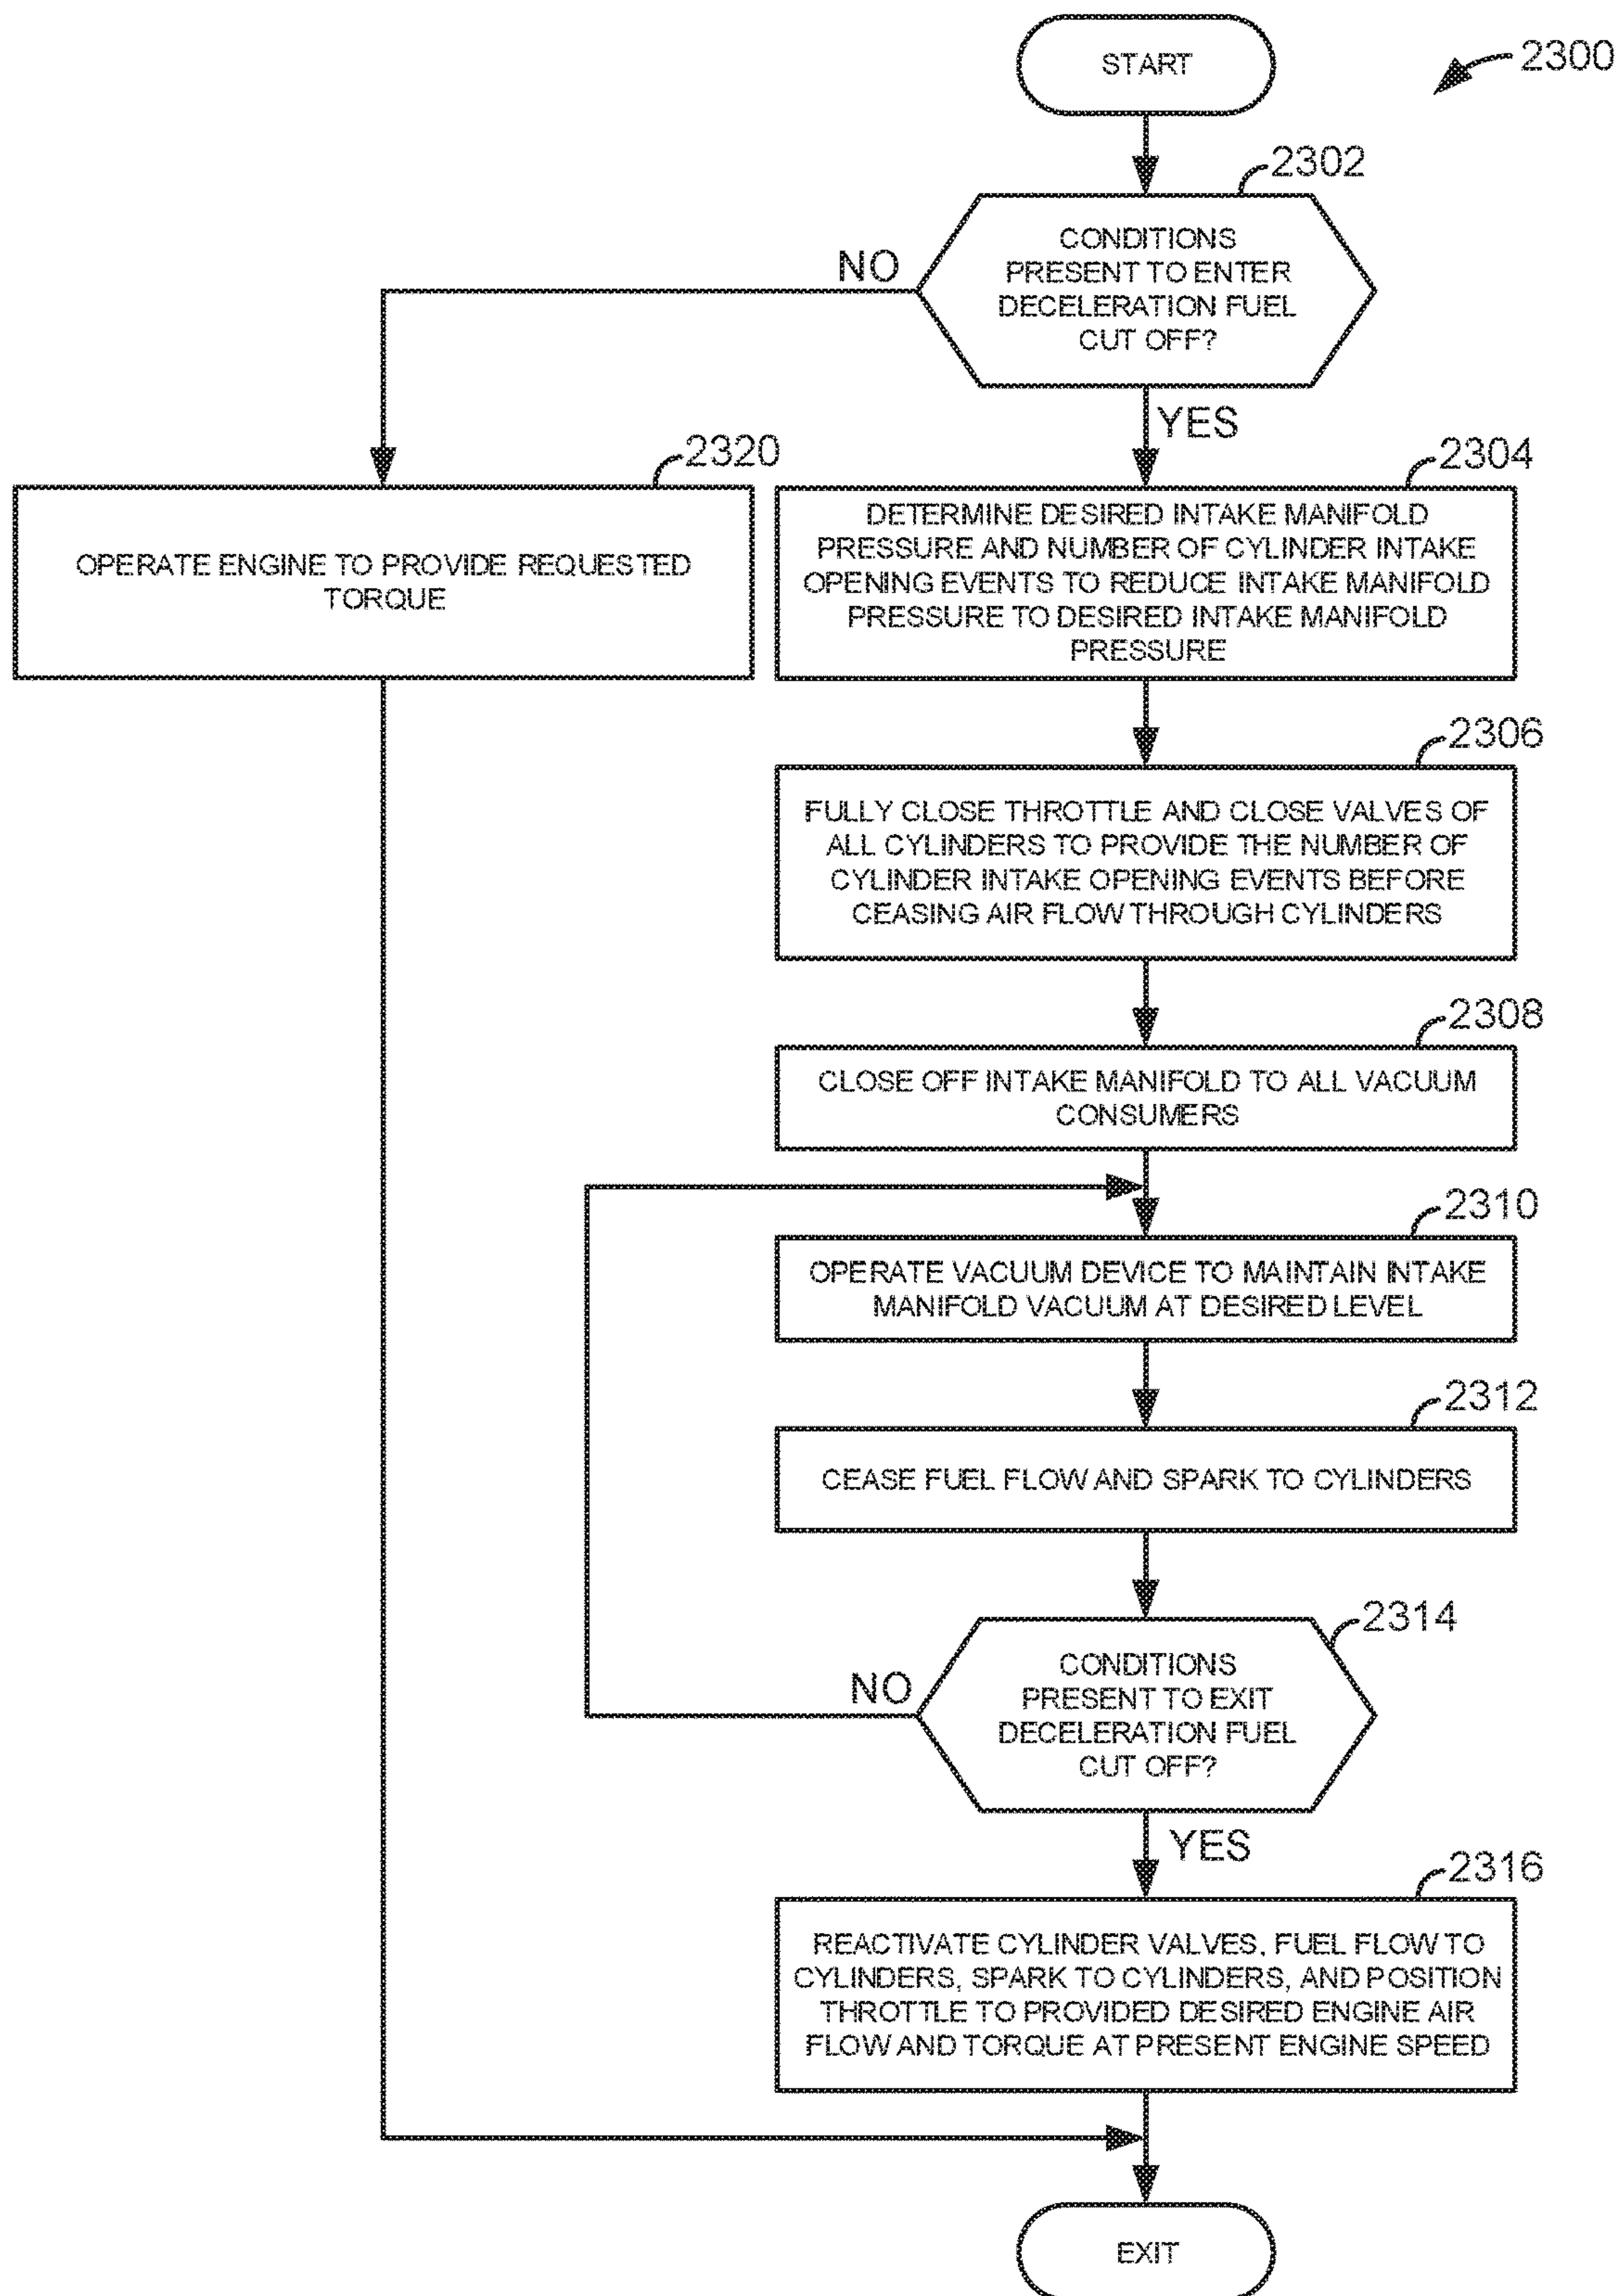 START
2300
2302
CONDITIONS
PRESENT TO ENTER
DECELERATION FUEL
CUT OFF?
NO
YES
2320
OPERATE ENGINE TO PROVIDE REQUESTED
TORQUE
2304
DETERMINE DESIRED INTAKE MANIFOLD
PRESSURE AND NUMBER OF CYLINDER INTAKE
OPENING EVENTS TO REDUCE INTAKE MANIFOLD
PRESSURE TO DESIRED INTAKE MANIFOLD
PRESSURE
2306
FULLY CLOSE THROTTLE AND CLOSE VALVES OF
ALL CYLINDERS TO PROVIDE THE NUMBER OF
CYLINDER INTAKE OPENING EVENTS BEFORE
CEASING AIR FLOW THROUGH CYLINDERS
2308
CLOSE OFF INTAKE MANIFOLD TO ALL VACUUM
CONSUMERS
2310
OPERATE VACUUM DEVICE TO MAINTAIN INTAKE
MANIFOLD VACUUM AT DESIRED LEVEL
2312
CEASE FUEL FLOW AND SPARK TO CYLINDERS
2314
CONDITIONS
PRESENT TO EXIT
DECELERATION FUEL
CUT OFF?
NO
YES
2316
REACTIVATE CYLINDER VALVES, FUEL FLOW TO
CYLINDERS, SPARK TO CYLINDERS, AND POSITION
THROTTLE TO PROVIDED DESIRED ENGINE AIR
FLOW AND TORQUE AT PRESENT ENGINE SPEED
EXIT